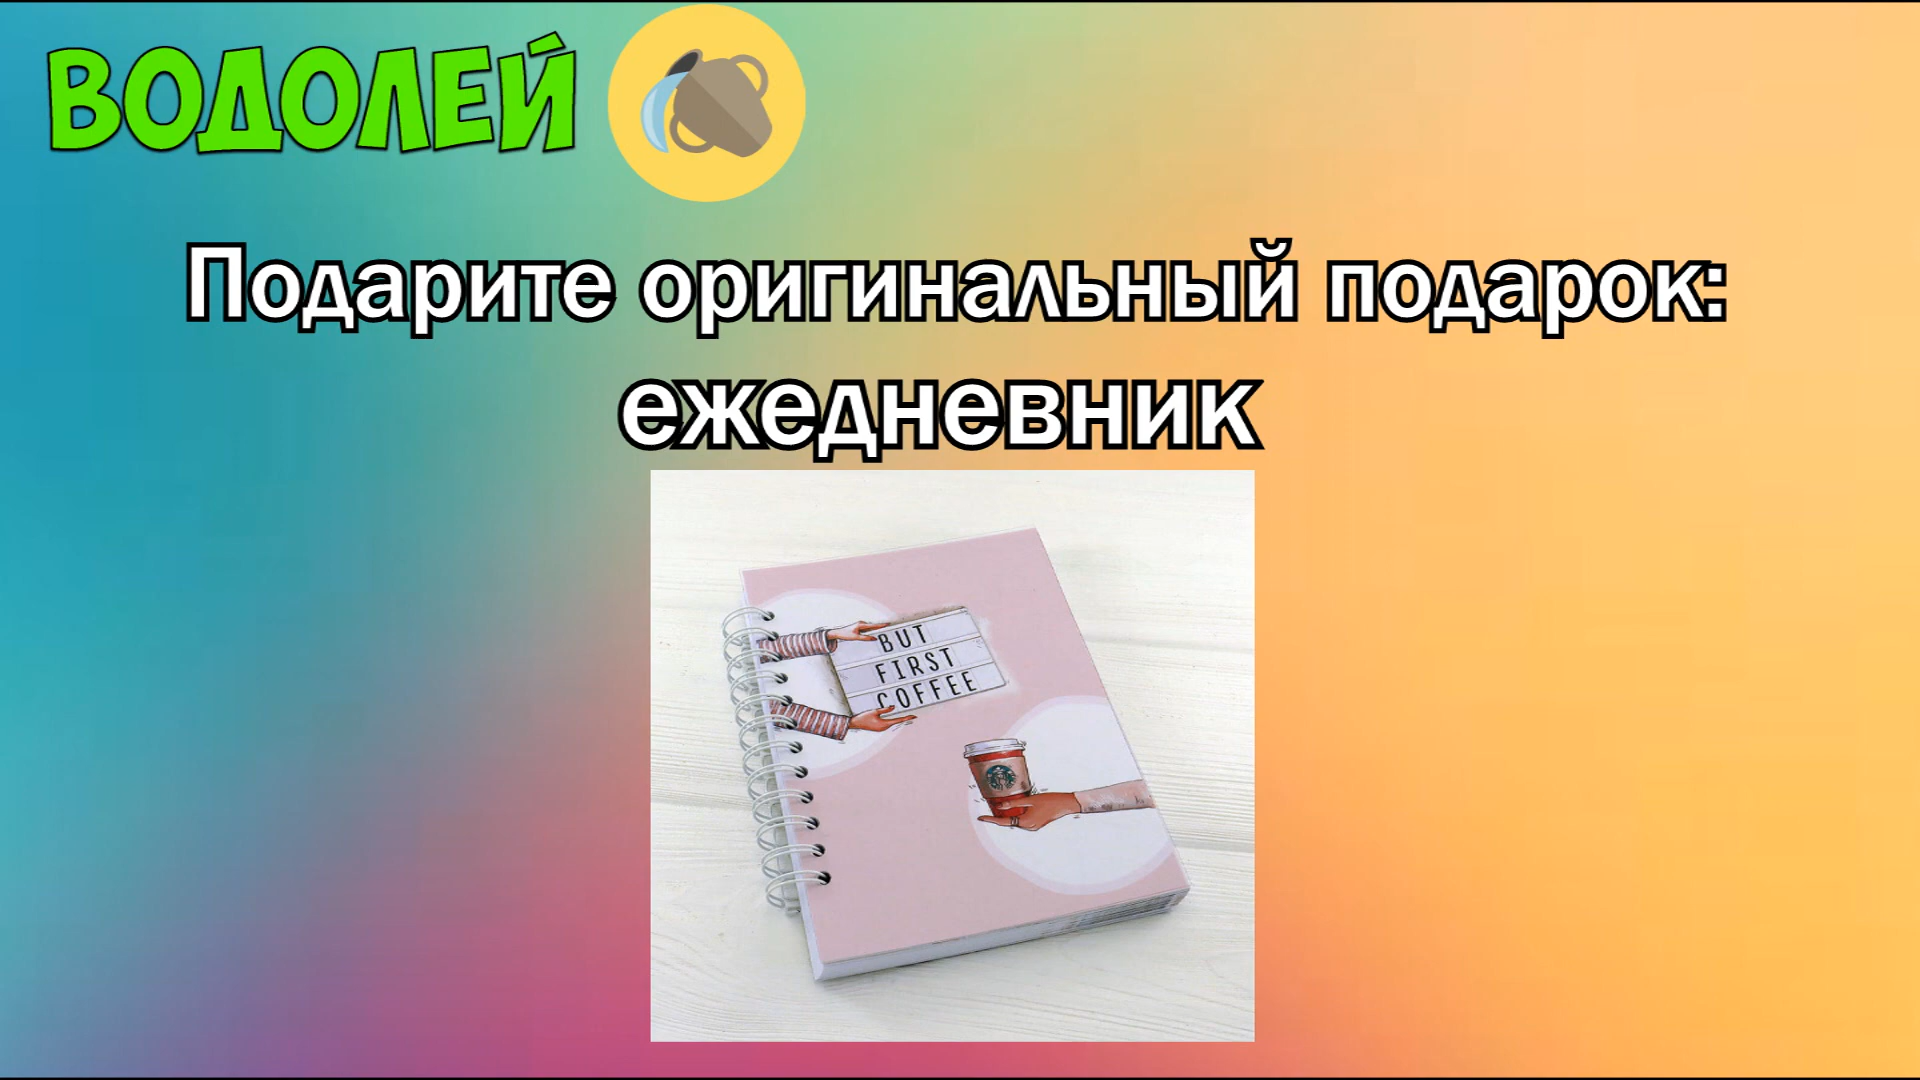 ВОДОЛЕЙ
Подарите оригинальный подарок:
ежедневник
BUT
FIRST
COFFEE